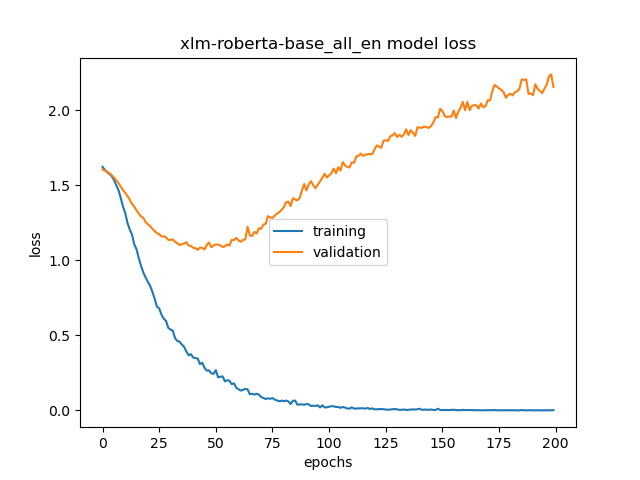 xlm-roberta-base_all_en model loss
2.0
1.5
1.0
0.5
0.0
loss
training
validation
0 25 50 75 100 125 150 175 200
epochs